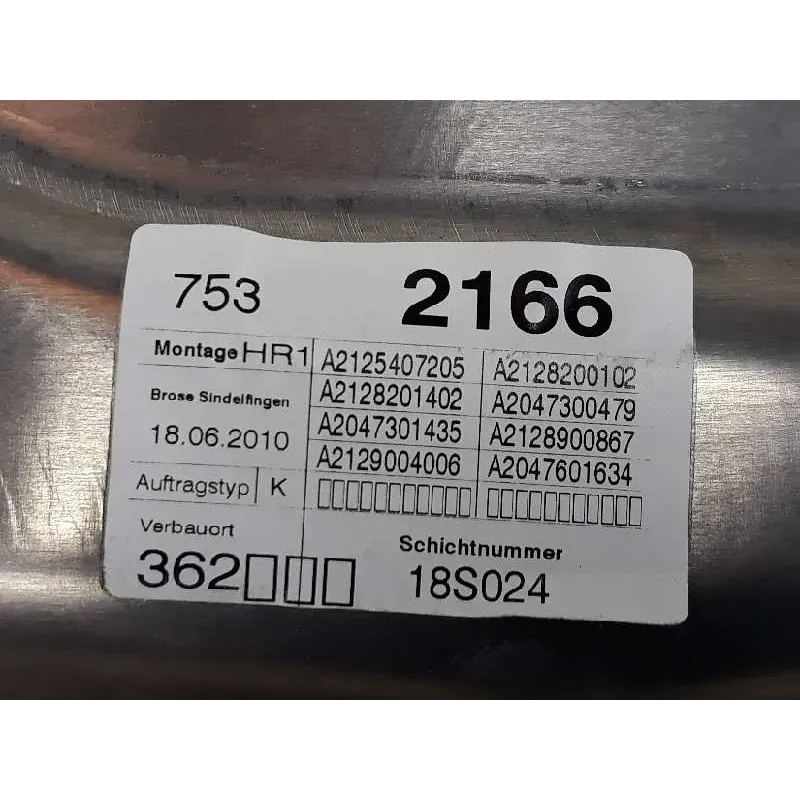 753 2166
Montage HR1 A2125407205 A2128200102
Brose Sindelfingen A2128201402 A2047300479
18.06.2010 A2047301435 A2128900867
A2129004006 A2047601634
Auftragstyp K
Verbauort Schichtnummer
362 18S024